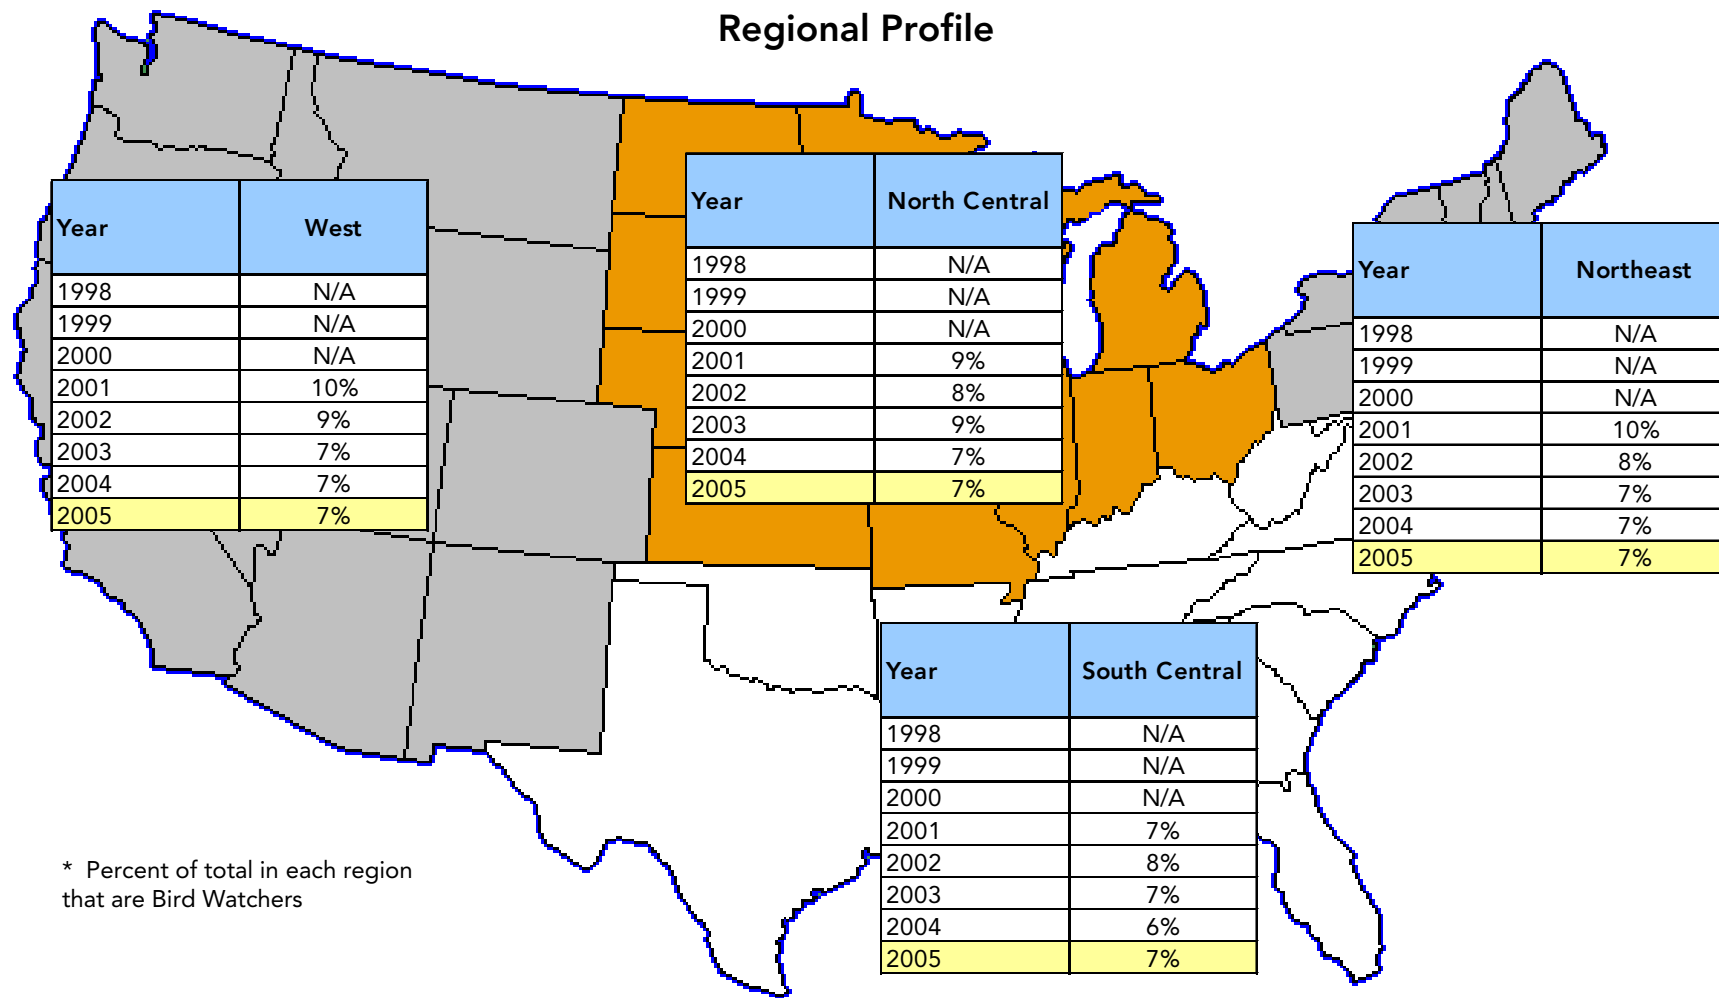 Regional Profile
Year West
1998 N/A
1999 N/A
2000 N/A
2001 10%
2002 9%
2003 7%
2004 7%
2005 7%
Year North Central
1998 N/A
1999 N/A
2000 N/A
2001 9%
2002 8%
2003 9%
2004 7%
2005 7%
Year Northeast
1998 N/A
1999 N/A
2000 N/A
2001 10%
2002 8%
2003 7%
2004 7%
2005 7%
Year South Central
1998 N/A
1999 N/A
2000 N/A
2001 7%
2002 8%
2003 7%
2004 6%
2005 7%
* Percent of total in each region
that are Bird Watchers